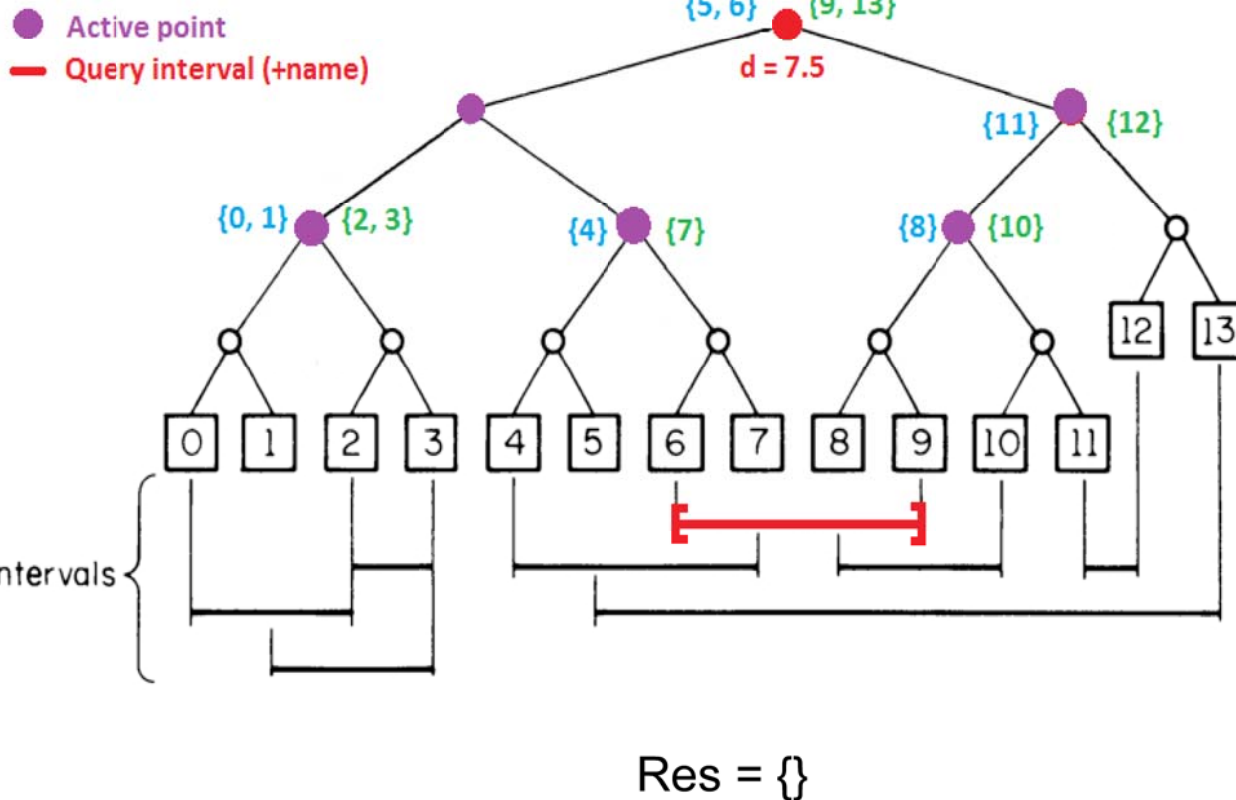 {5, 6} {9, 13}
Active point
Query interval (+name)
d = 7.5
{11} {12}
{0, 1} {2, 3} {4} {7} {8} {10}
12 13
0 1 2 3 4 5 6 7 8 9 10 11
ntervals
Res = {}